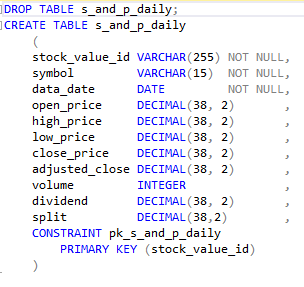 DROP TABLE s_and_p_daily;
CREATE TABLE s_and_p_daily
(
stock_value_id VARCHAR(255) NOT NULL,
symbol VARCHAR(15) NOT NULL,
data_date DATE NOT NULL,
open_price DECIMAL(38, 2) ,
high_price DECIMAL(38, 2) ,
low_price DECIMAL(38, 2) ,
close_price DECIMAL(38, 2) ,
adjusted_close DECIMAL(38, 2) ,
volume INTEGER ,
dividend DECIMAL(38, 2) ,
split DECIMAL(38,2) ,
CONSTRAINT pk_s_and_p_daily
PRIMARY KEY (stock_value_id)
)